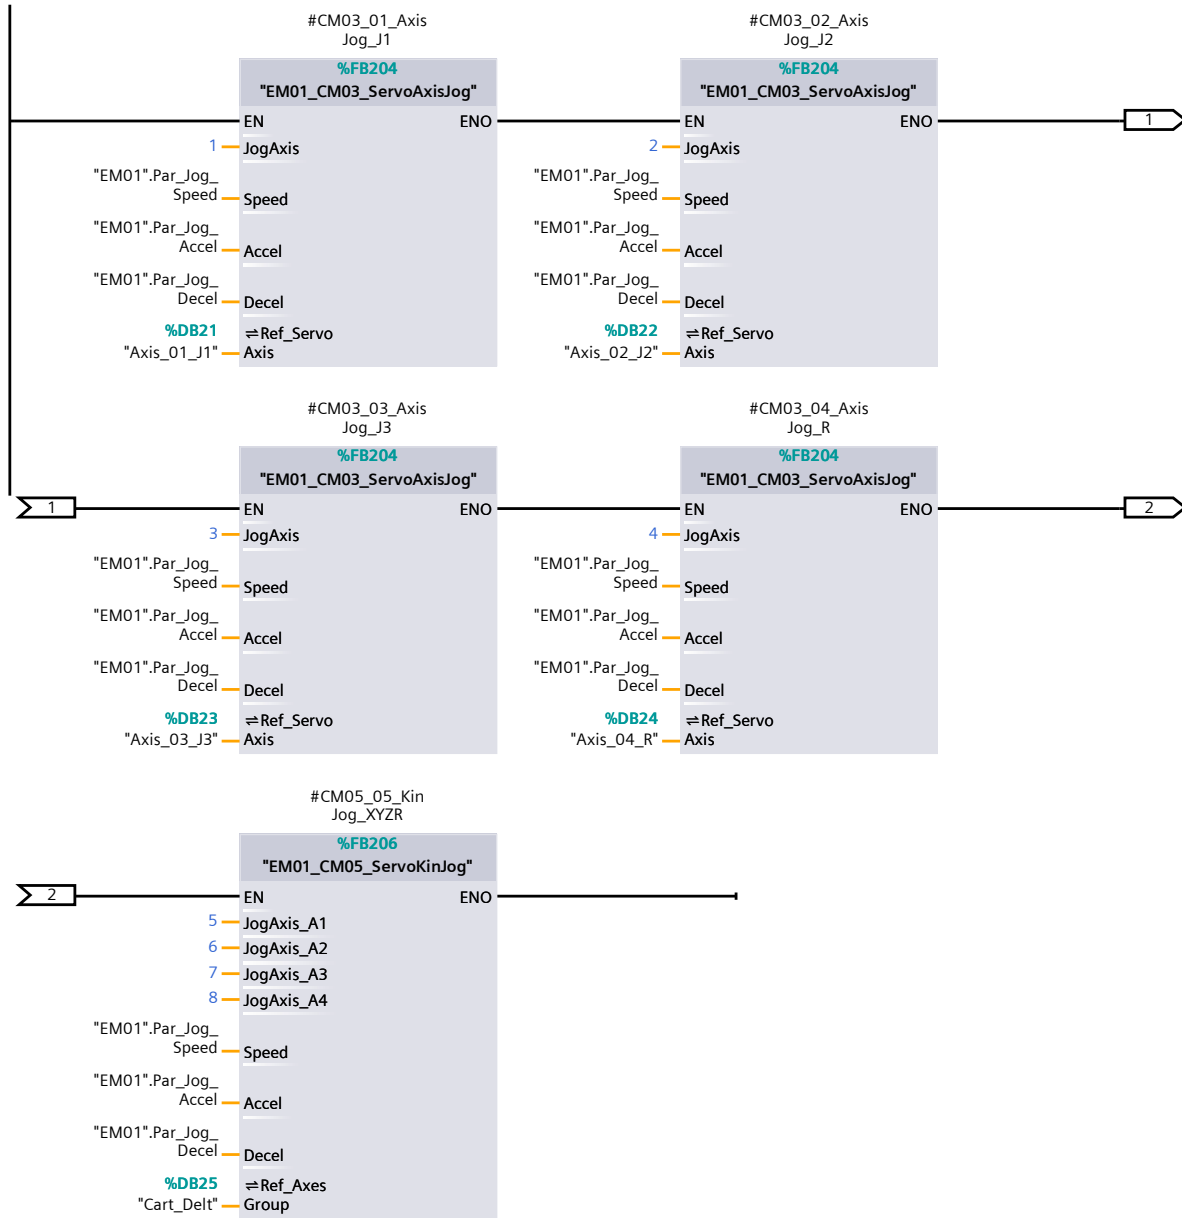 #CM03_01_Axis
Jog_J1
%FB204
"EM01_CM03_ServoAxisJog"
EN
ENO
1
JogAxis
"EM01".Par_Jog_
Speed
Speed
"EM01".Par_Jog_
Accel
Accel
"EM01".Par_Jog_
Decel
Decel
%DB21
"Axis_01_J1"
⇌Ref_Servo
Axis
#CM03_02_Axis
Jog_J2
%FB204
"EM01_CM03_ServoAxisJog"
EN
ENO
2
JogAxis
"EM01".Par_Jog_
Speed
Speed
"EM01".Par_Jog_
Accel
Accel
"EM01".Par_Jog_
Decel
Decel
%DB22
"Axis_02_J2"
⇌Ref_Servo
Axis
1
#CM03_03_Axis
Jog_J3
%FB204
"EM01_CM03_ServoAxisJog"
1
EN
ENO
3
JogAxis
"EM01".Par_Jog_
Speed
Speed
"EM01".Par_Jog_
Accel
Accel
"EM01".Par_Jog_
Decel
Decel
%DB23
"Axis_03_J3"
⇌Ref_Servo
Axis
#CM03_04_Axis
Jog_R
%FB204
"EM01_CM03_ServoAxisJog"
EN
ENO
4
JogAxis
"EM01".Par_Jog_
Speed
Speed
"EM01".Par_Jog_
Accel
Accel
"EM01".Par_Jog_
Decel
Decel
%DB24
"Axis_04_R"
⇌Ref_Servo
Axis
2
#CM05_05_Kin
Jog_XYZR
%FB206
"EM01_CM05_ServoKinJog"
2
EN
ENO
5
JogAxis_A1
6
JogAxis_A2
7
JogAxis_A3
8
JogAxis_A4
"EM01".Par_Jog_
Speed
Speed
"EM01".Par_Jog_
Accel
Accel
"EM01".Par_Jog_
Decel
Decel
%DB25
"Cart_Delt"
⇌Ref_Axes
Group